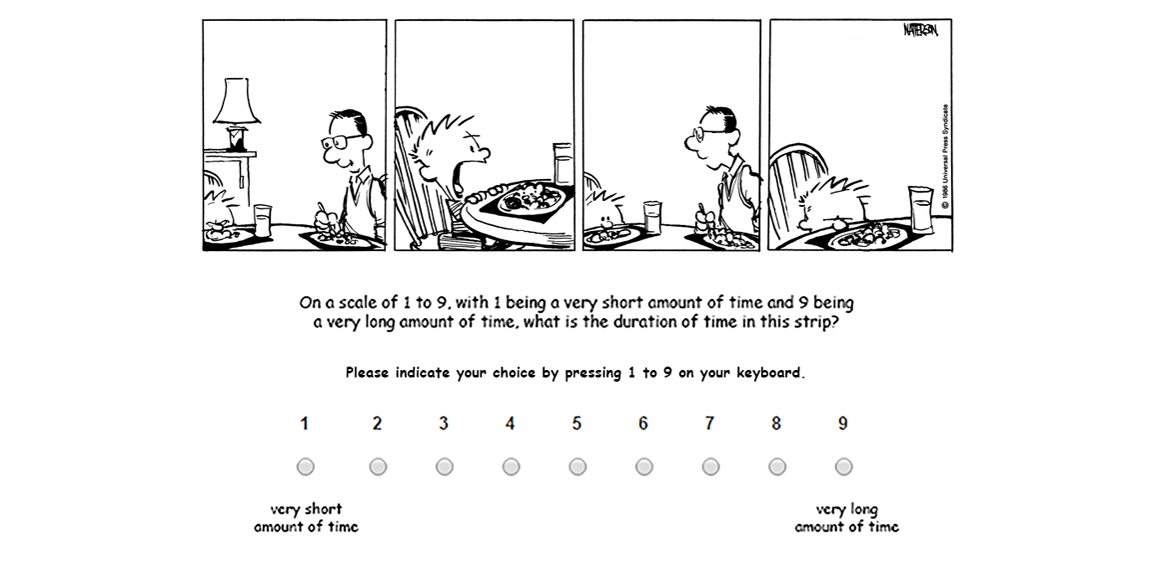 WATTERSON
© 1986 Universal Press Syndicate
On a scale of 1 to 9, with 1 being a very short amount of time and 9 being
a very long amount of time, what is the duration of time in this strip?
Please indicate your choice by pressing 1 to 9 on your keyboard.
1 2 3 4 5 6 7 8 9
very short very long
amount of time amount of time